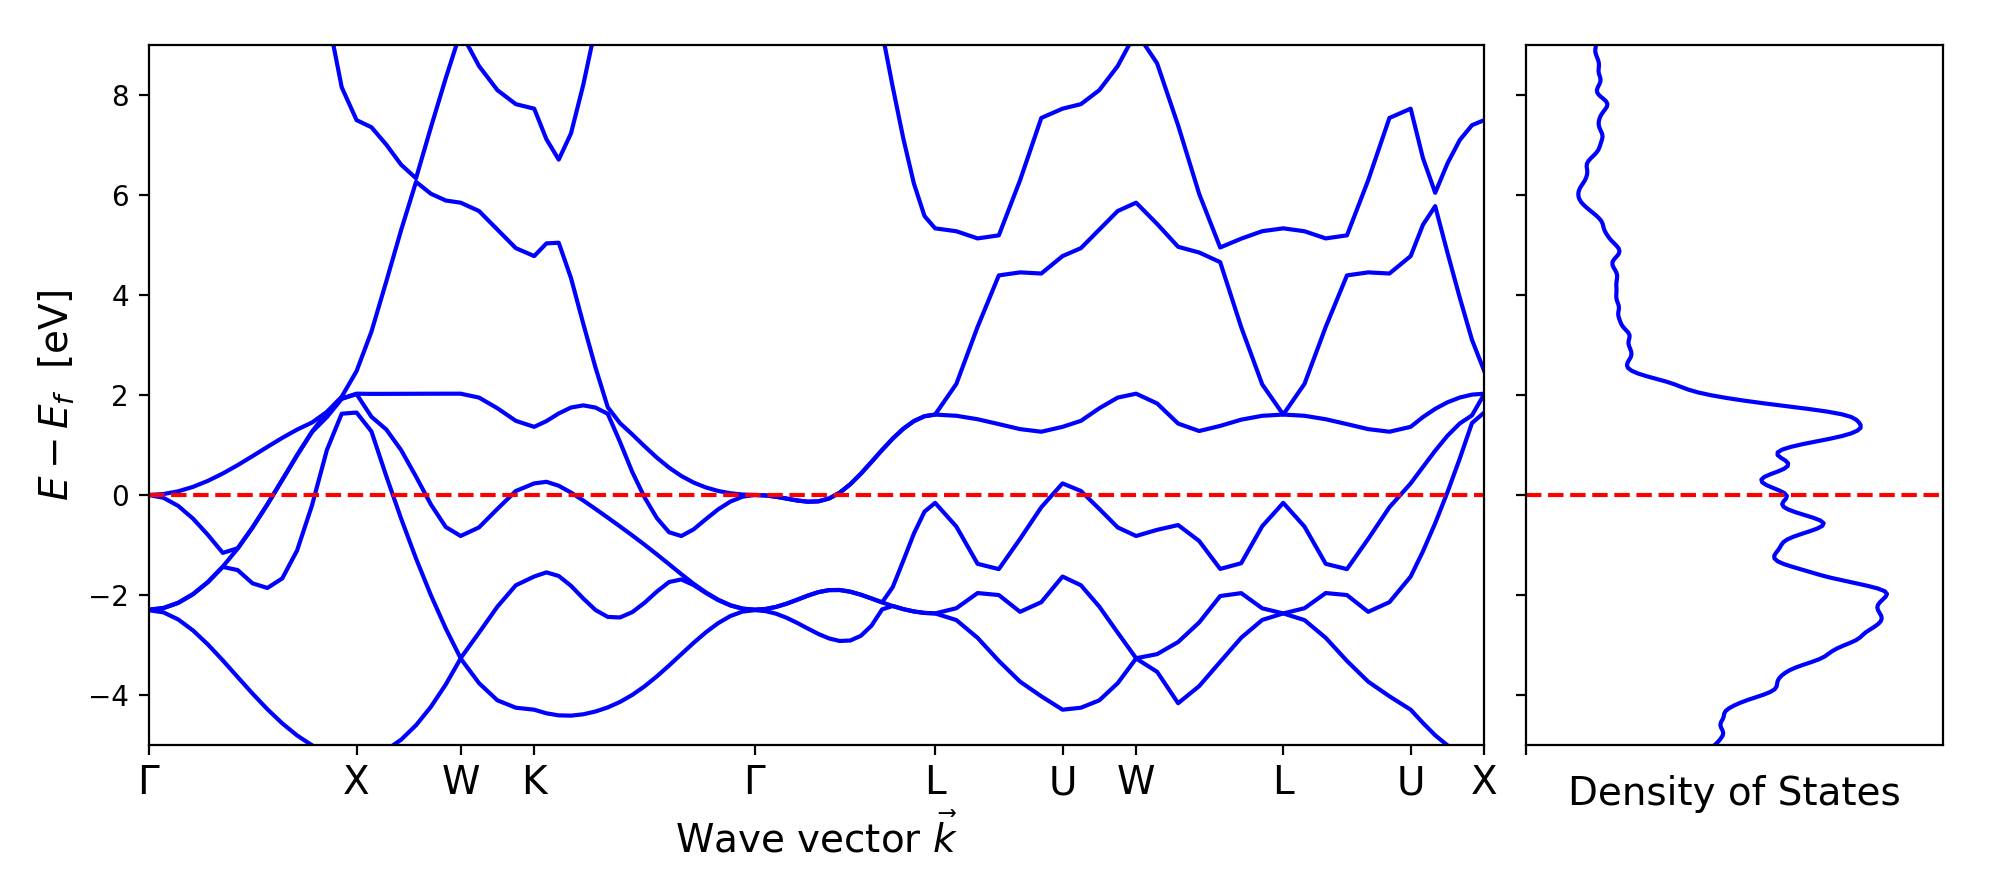 8
6
4
2
0
−2
−4
E − E_f [eV]
Γ X W K Γ L U W L U X
Wave vector k⃗
Density of States